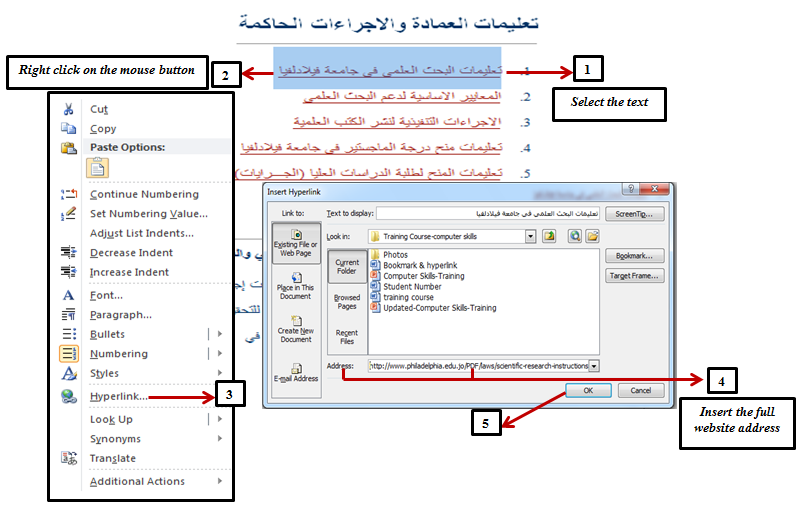 تعليمات العمادة والاجراءات الحاكمة
1. تعليمات البحث العلمي في جامعة فيلادلفيا
2. المعايير الاساسية لدعم البحث العلمي
3. الاجراءات التنفيذية لنشر الكتب العلمية
4. تعليمات منح درجة الماجستير في جامعة فيلادلفيا
5. تعليمات المنح لطلبة الدراسات العليا (الجرايات)
1
Select the text
Right click on the mouse button
2
Cut
Copy
Paste Options:
Continue Numbering
Set Numbering Value...
Adjust List Indents...
Decrease Indent
Increase Indent
Font...
Paragraph...
Bullets
Numbering
Styles
Hyperlink...
3
Look Up
Synonyms
Translate
Additional Actions
Insert Hyperlink
Link to:
Text to display:
تعليمات البحث العلمي في جامعة فيلادلفيا
ScreenTip...
Existing File or
Web Page
Place in This
Document
Create New
Document
E-mail Address
Look in:
Training Course-computer skills
Current
Folder
Browsed
Pages
Recent
Files
Photos
Bookmark & hyperlink
Computer Skills-Training
Student Number
training course
Updated-Computer Skills-Training
Bookmark...
Target Frame...
Address:
http://www.philadelphia.edu.jo/PDF/laws/scientific-research-instructions
OK
Cancel
4
Insert the full
website address
5